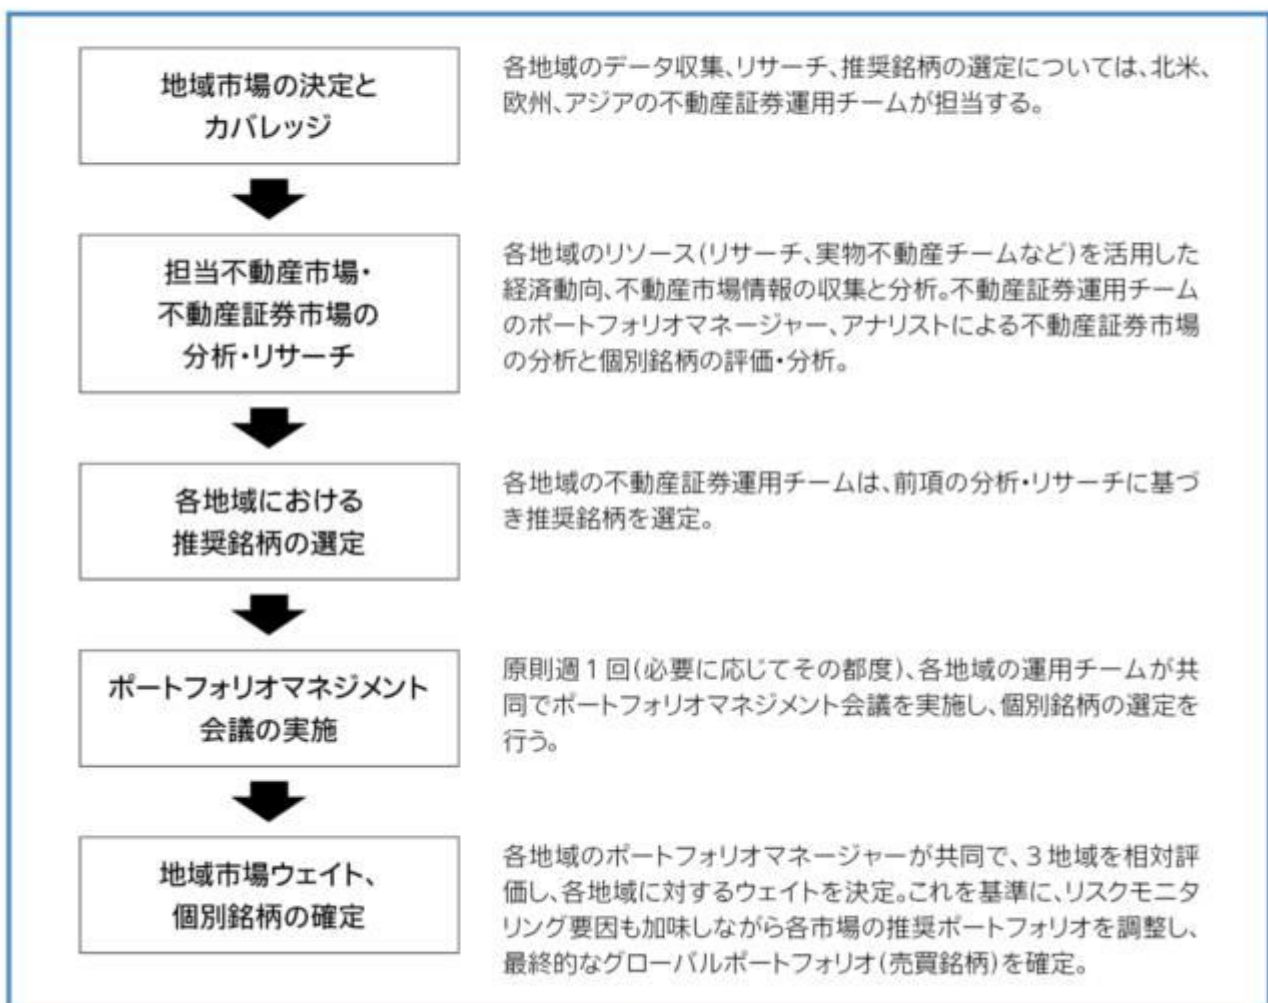 地域市場の決定と
カバレッジ
各地域のデータ収集、リサーチ、推奨銘柄の選定については、北米、
欧州、アジアの不動産証券運用チームが担当する。
担当不動産市場・
不動産証券市場の
分析・リサーチ
各地域のリソース(リサーチ、実物不動産チームなど)を活用した
経済動向、不動産市場情報の収集と分析。不動産証券運用チーム
のポートフォリオマネージャー、アナリストによる不動産証券市場
の分析と個別銘柄の評価・分析。
各地域における
推奨銘柄の選定
各地域の不動産証券運用チームは、前項の分析・リサーチに基づ
き推奨銘柄を選定。
ポートフォリオマネジメント
会議の実施
原則週1回(必要に応じてその都度)、各地域の運用チームが共
同でポートフォリオマネジメント会議を実施し、個別銘柄の選定を
行う。
地域市場ウェイト、
個別銘柄の確定
各地域のポートフォリオマネージャーが共同で、3地域を相対評
価し、各地域に対するウェイトを決定。これを基準に、リスクモニタ
リング要因も加味しながら各市場の推奨ポートフォリオを調整し、
最終的なグローバルポートフォリオ(売買銘柄)を確定。